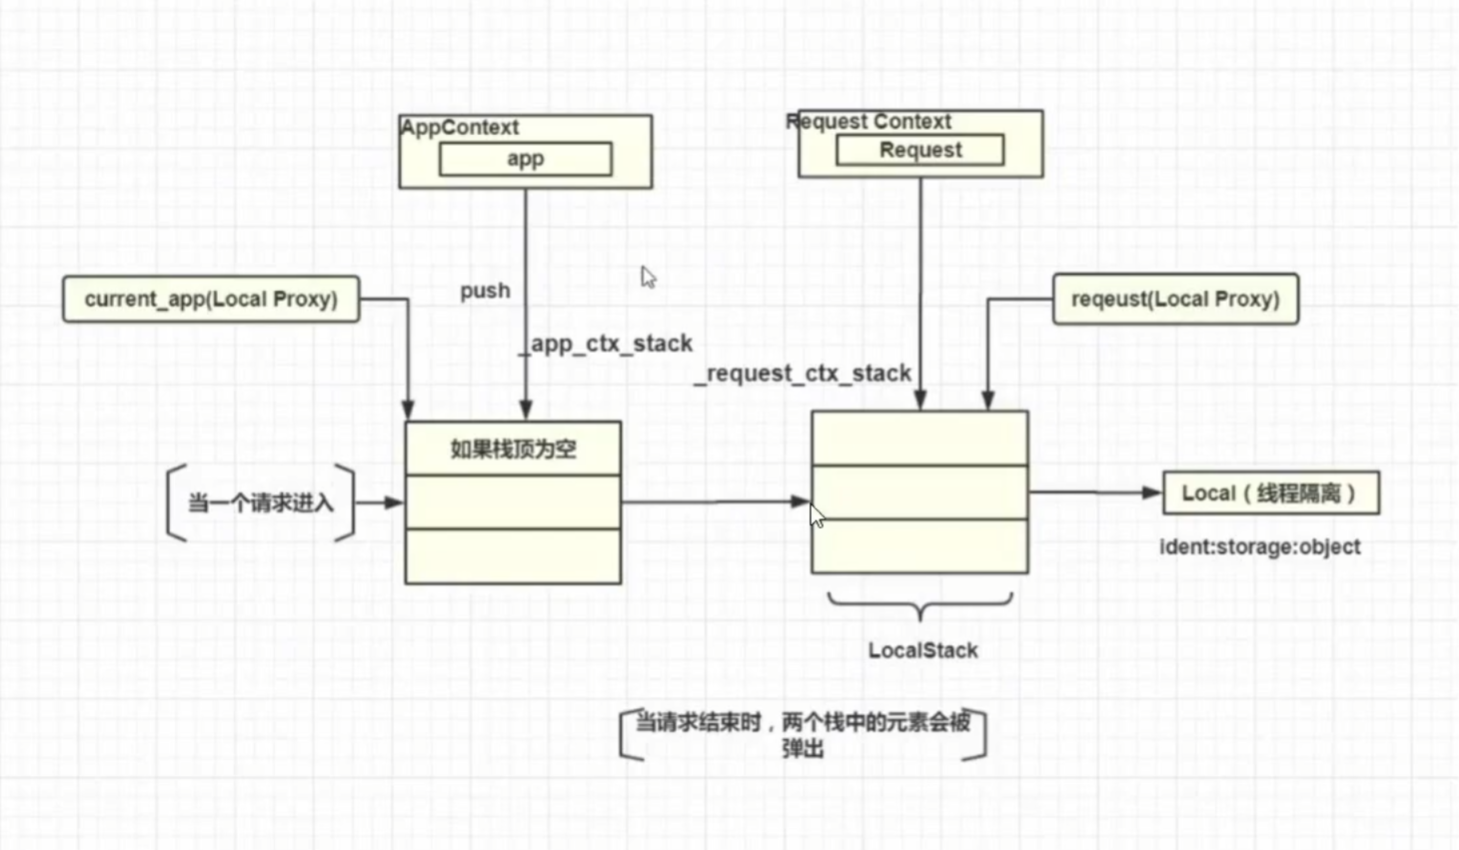 AppContext
app
Request Context
Request
current_app(Local Proxy)
push
reqeust(Local Proxy)
_app_ctx_stack
_request_ctx_stack
如果栈顶为空
当一个请求进入
Local（线程隔离）
ident:storage:object
LocalStack
当请求结束时，两个栈中的元素会被
弹出